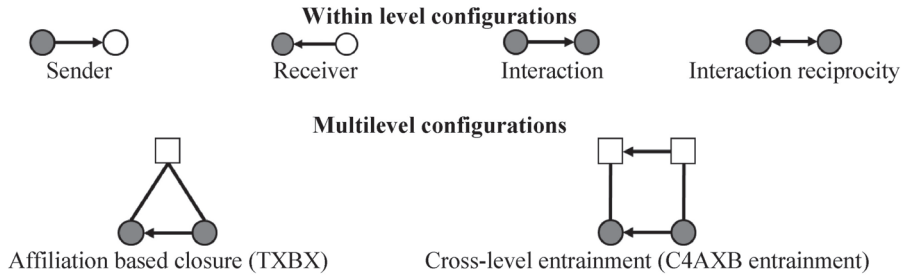 Within level configurations
Sender
Receiver
Interaction
Interaction reciprocity
Multilevel configurations
Affiliation based closure (TXBX)
Cross-level entrainment (C4AXB entrainment)